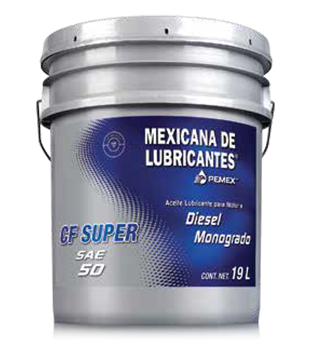 MEXICANA DE
LUBRICANTES®
PEMEX
Aceite Lubricante para Motor a
Diesel
Monogrado
CF SUPER
SAE
50
CONT. NET. 19 L